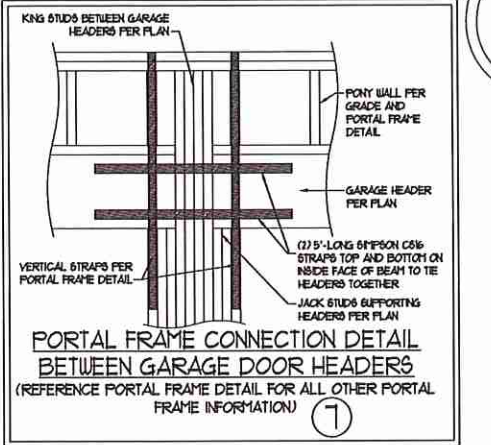 KING STUDS BETWEEN GARAGE
HEADERS PER PLAN
PONY WALL PER
GRADE AND
PORTAL FRAME
DETAIL
GARAGE HEADER
PER PLAN
(2) 5'-LONG SIMPSON CS16
STRAPS TOP AND BOTTOM ON
INSIDE FACE OF BEAM TO TIE
HEADERS TOGETHER
VERTICAL STRAPS PER
PORTAL FRAME DETAIL
JACK STUDS SUPPORTING
HEADERS PER PLAN
PORTAL FRAME CONNECTION DETAIL
BETWEEN GARAGE DOOR HEADERS
(REFERENCE PORTAL FRAME DETAIL FOR ALL OTHER PORTAL
FRAME INFORMATION)
7